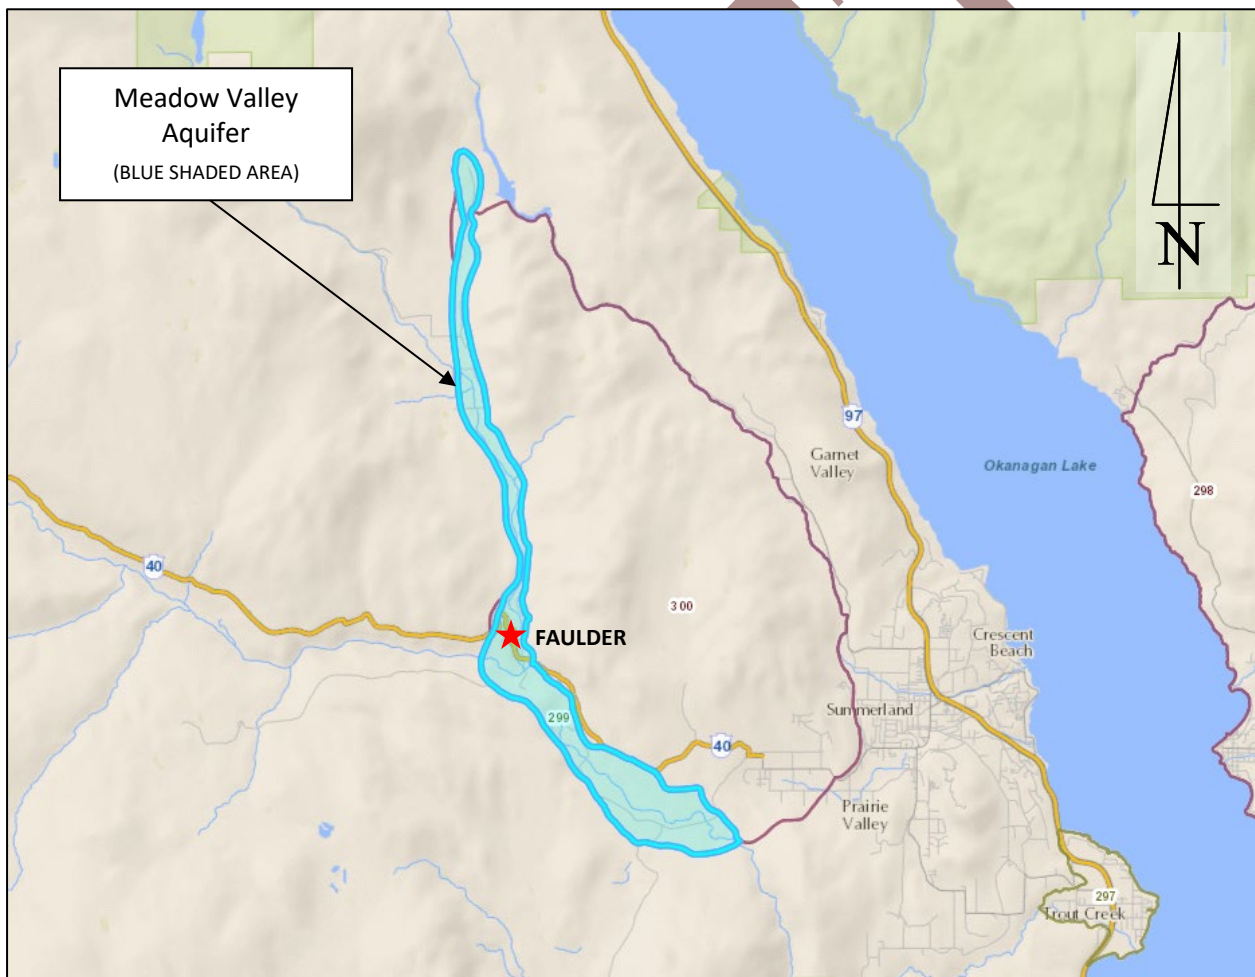 Meadow Valley
Aquifer
(BLUE SHADED AREA)
N
97
Garnet
Valley
Okanagan Lake
298
40
300
FAULDER
Crescent
Beach
299
Summerland
40
Prairie
Valley
297
Trout Creek